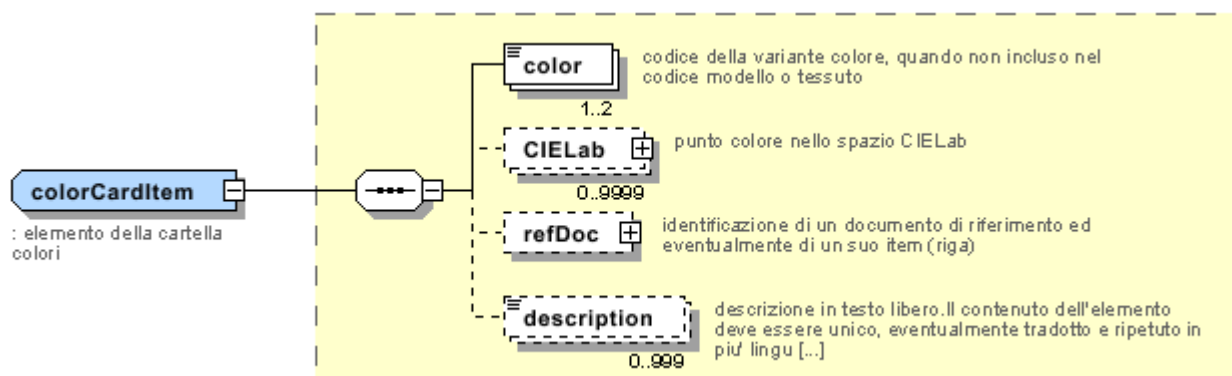 color
codice della variante colore, quando non incluso nel
codice modello o tessuto
1..2
CIELab
punto colore nello spazio CIELab
0..9999
colorCardItem
: elemento della cartella
colori
refDoc
identificazione di un documento di riferimento ed
eventualmente di un suo item (riga)
description
descrizione in testo libero.Il contenuto dell'elemento
deve essere unico, eventualmente tradotto e ripetuto in
piu' lingu [...]
0..999